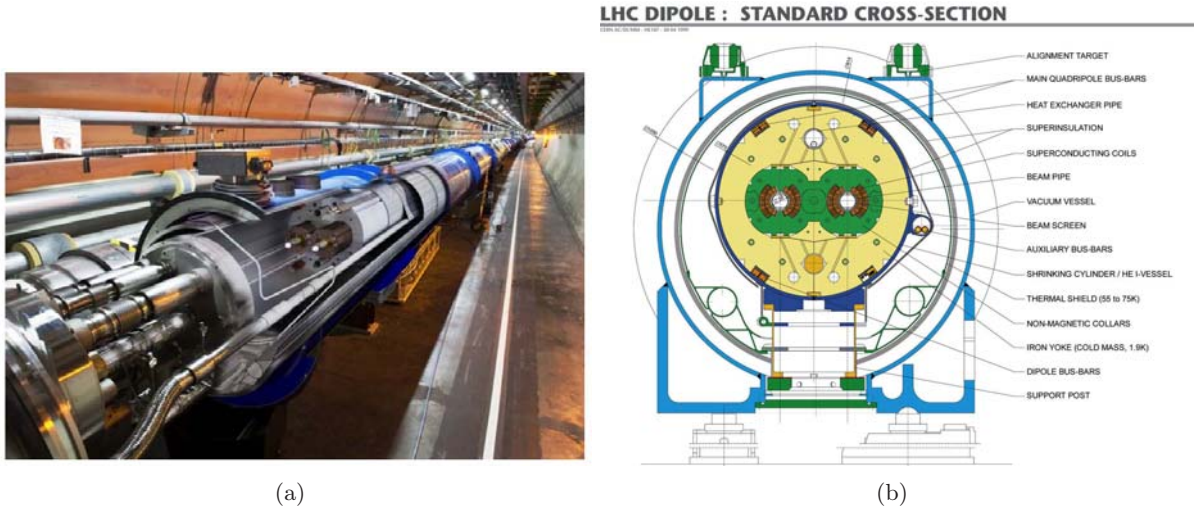 LHC DIPOLE : STANDARD CROSS-SECTION
ALIGNMENT TARGET
MAIN QUADRIPOLE BUS-BARS
HEAT EXCHANGER PIPE
SUPERINSULATION
SUPERCONDUCTING COILS
BEAM PIPE
VACUUM VESSEL
BEAM SCREEN
AUXILIARY BUS-BARS
SHRINKING CYLINDER / HE I-VESSEL
THERMAL SHIELD (55 to 75K)
NON-MAGNETIC COLLARS
IRON YOKE (COLD MASS, 1.9K)
DIPOLE BUS-BARS
SUPPORT POST
(a)
(b)